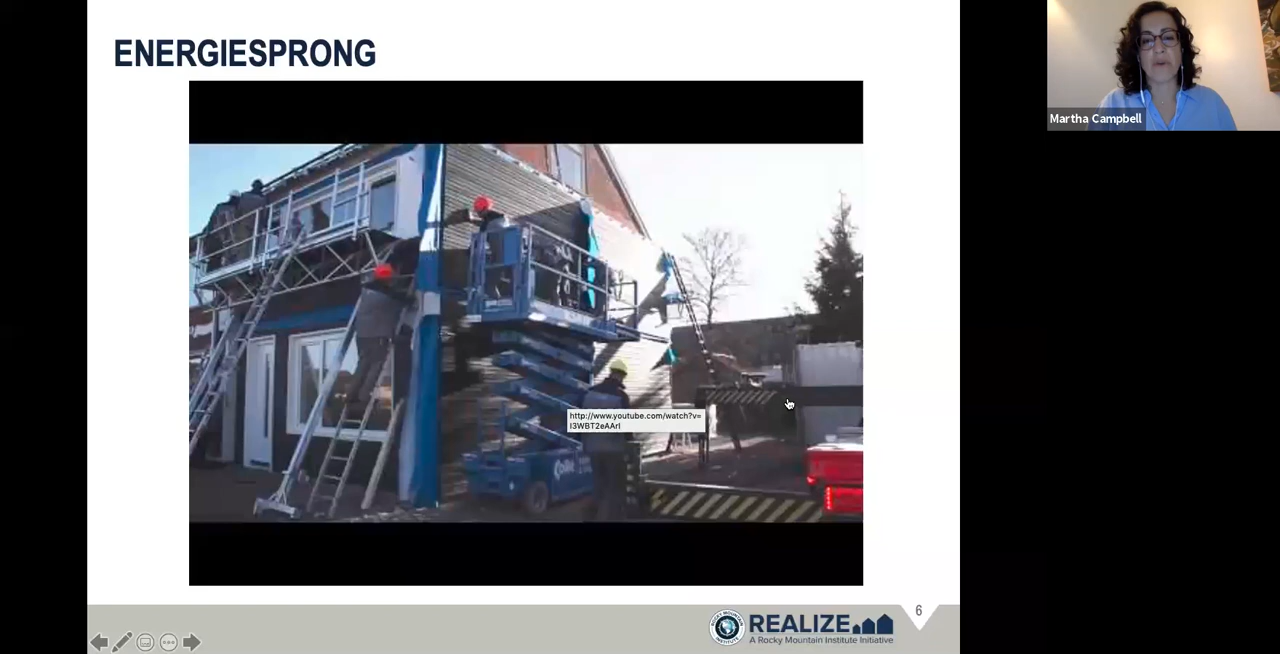 ENERGIESPRONG
Martha Campbell
http://www.youtube.com/watch?v=
I3WBT2eAArI
6
REALIZE
A Rocky Mountain Institute Initiative